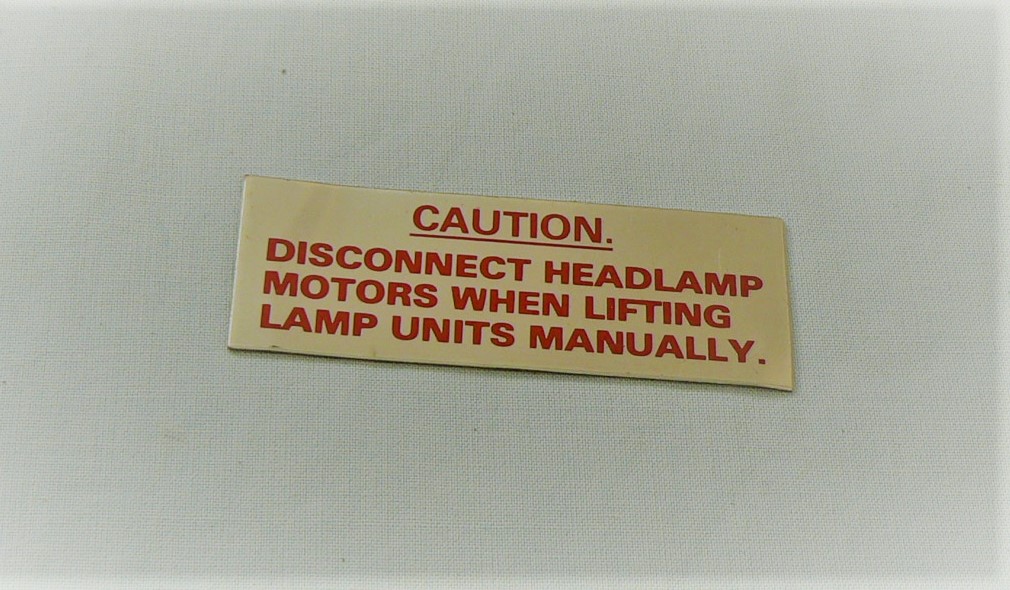 CAUTION.
DISCONNECT HEADLAMP
MOTORS WHEN LIFTING
LAMP UNITS MANUALLY.